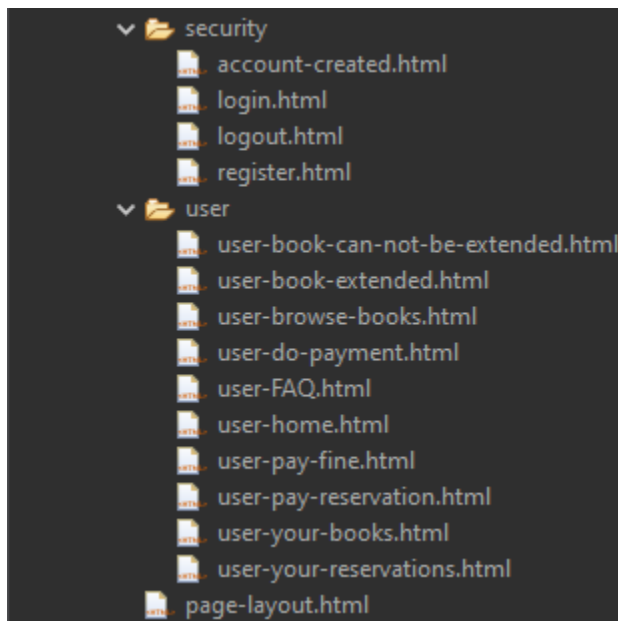 security
account-created.html
login.html
logout.html
register.html
user
user-book-can-not-be-extended.html
user-book-extended.html
user-browse-books.html
user-do-payment.html
user-FAQ.html
user-home.html
user-pay-fine.html
user-pay-reservation.html
user-your-books.html
user-your-reservations.html
page-layout.html